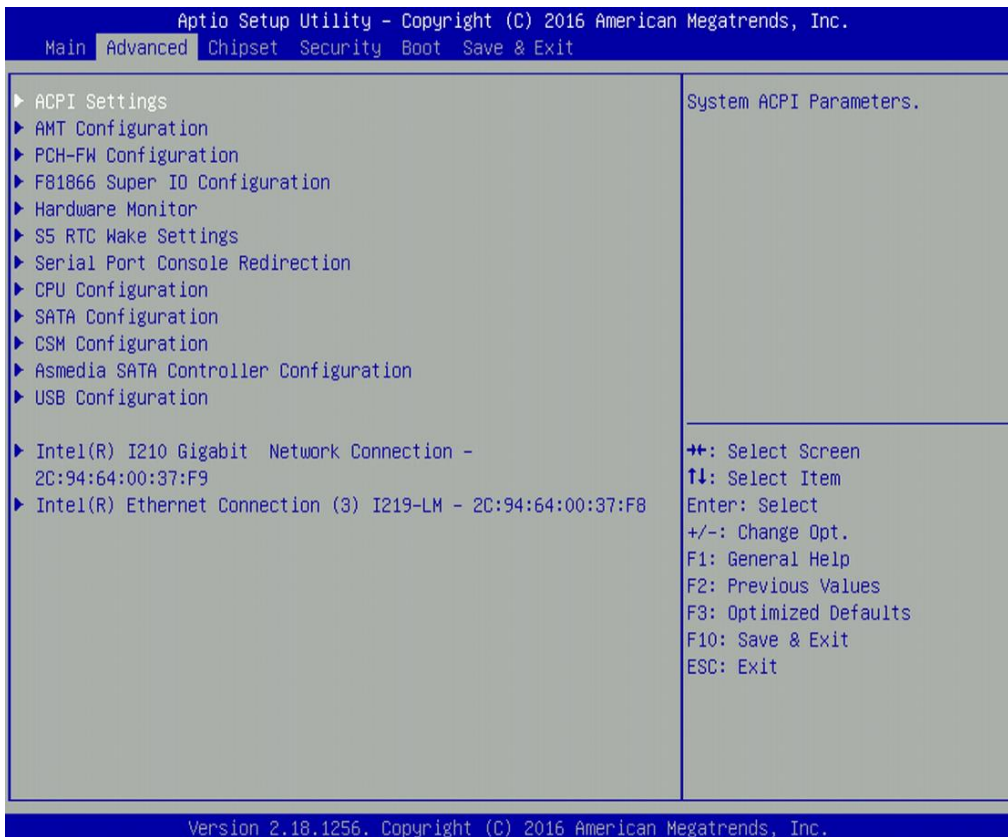 Aptio Setup Utility – Copyright (C) 2016 American Megatrends, Inc.
Main Advanced Chipset Security Boot Save & Exit
▶ ACPI Settings
▶ AMT Configuration
▶ PCH-FW Configuration
▶ F81866 Super IO Configuration
▶ Hardware Monitor
▶ S5 RTC Wake Settings
▶ Serial Port Console Redirection
▶ CPU Configuration
▶ SATA Configuration
▶ CSM Configuration
▶ Asmedia SATA Controller Configuration
▶ USB Configuration
▶ Intel(R) I210 Gigabit  Network Connection –
2C:94:64:00:37:F9
▶ Intel(R) Ethernet Connection (3) I219-LM – 2C:94:64:00:37:F8
System ACPI Parameters.
→←: Select Screen
↑↓: Select Item
Enter: Select
+/-: Change Opt.
F1: General Help
F2: Previous Values
F3: Optimized Defaults
F10: Save & Exit
ESC: Exit
Version 2.18.1256. Copyright (C) 2016 American Megatrends, Inc.